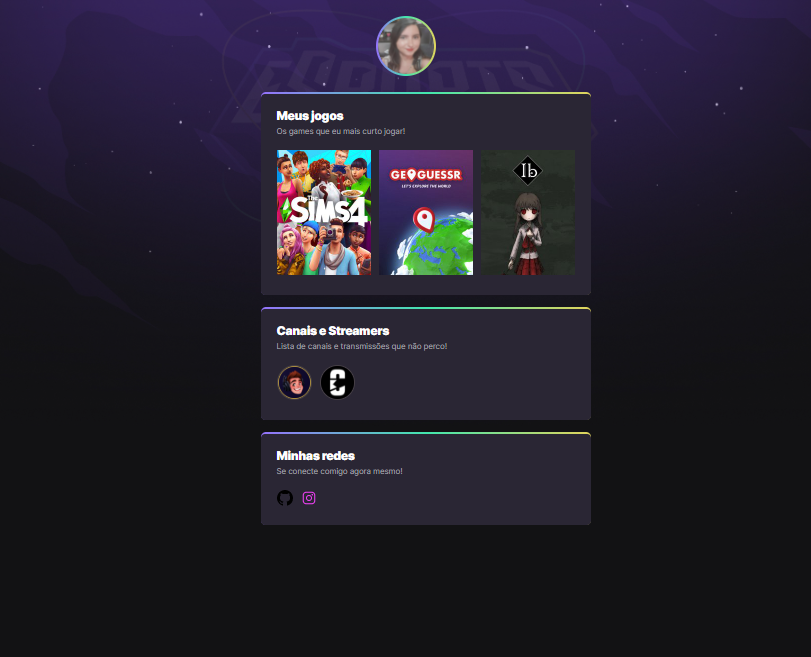 ESPORTS
Meus jogos
Os games que eu mais curto jogar!
The
SIMS4
GEOGUESSR
LET'S EXPLORE THE WORLD
Ib
Canais e Streamers
Lista de canais e transmissões que não perco!
Minhas redes
Se conecte comigo agora mesmo!